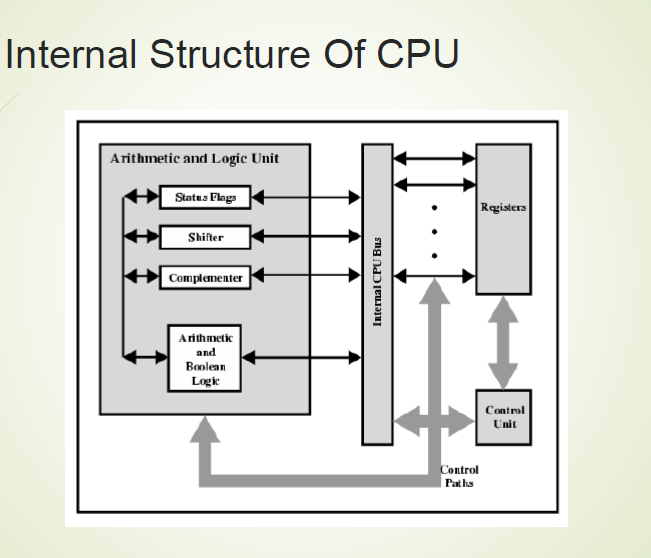 Internal Structure Of CPU
Arithmetic and Logic Unit
Status Flags
Shifter
Complementer
Arithmetic
and
Boolean
Logic
Internal CPU Bus
Registers
Control
Unit
Control
Paths